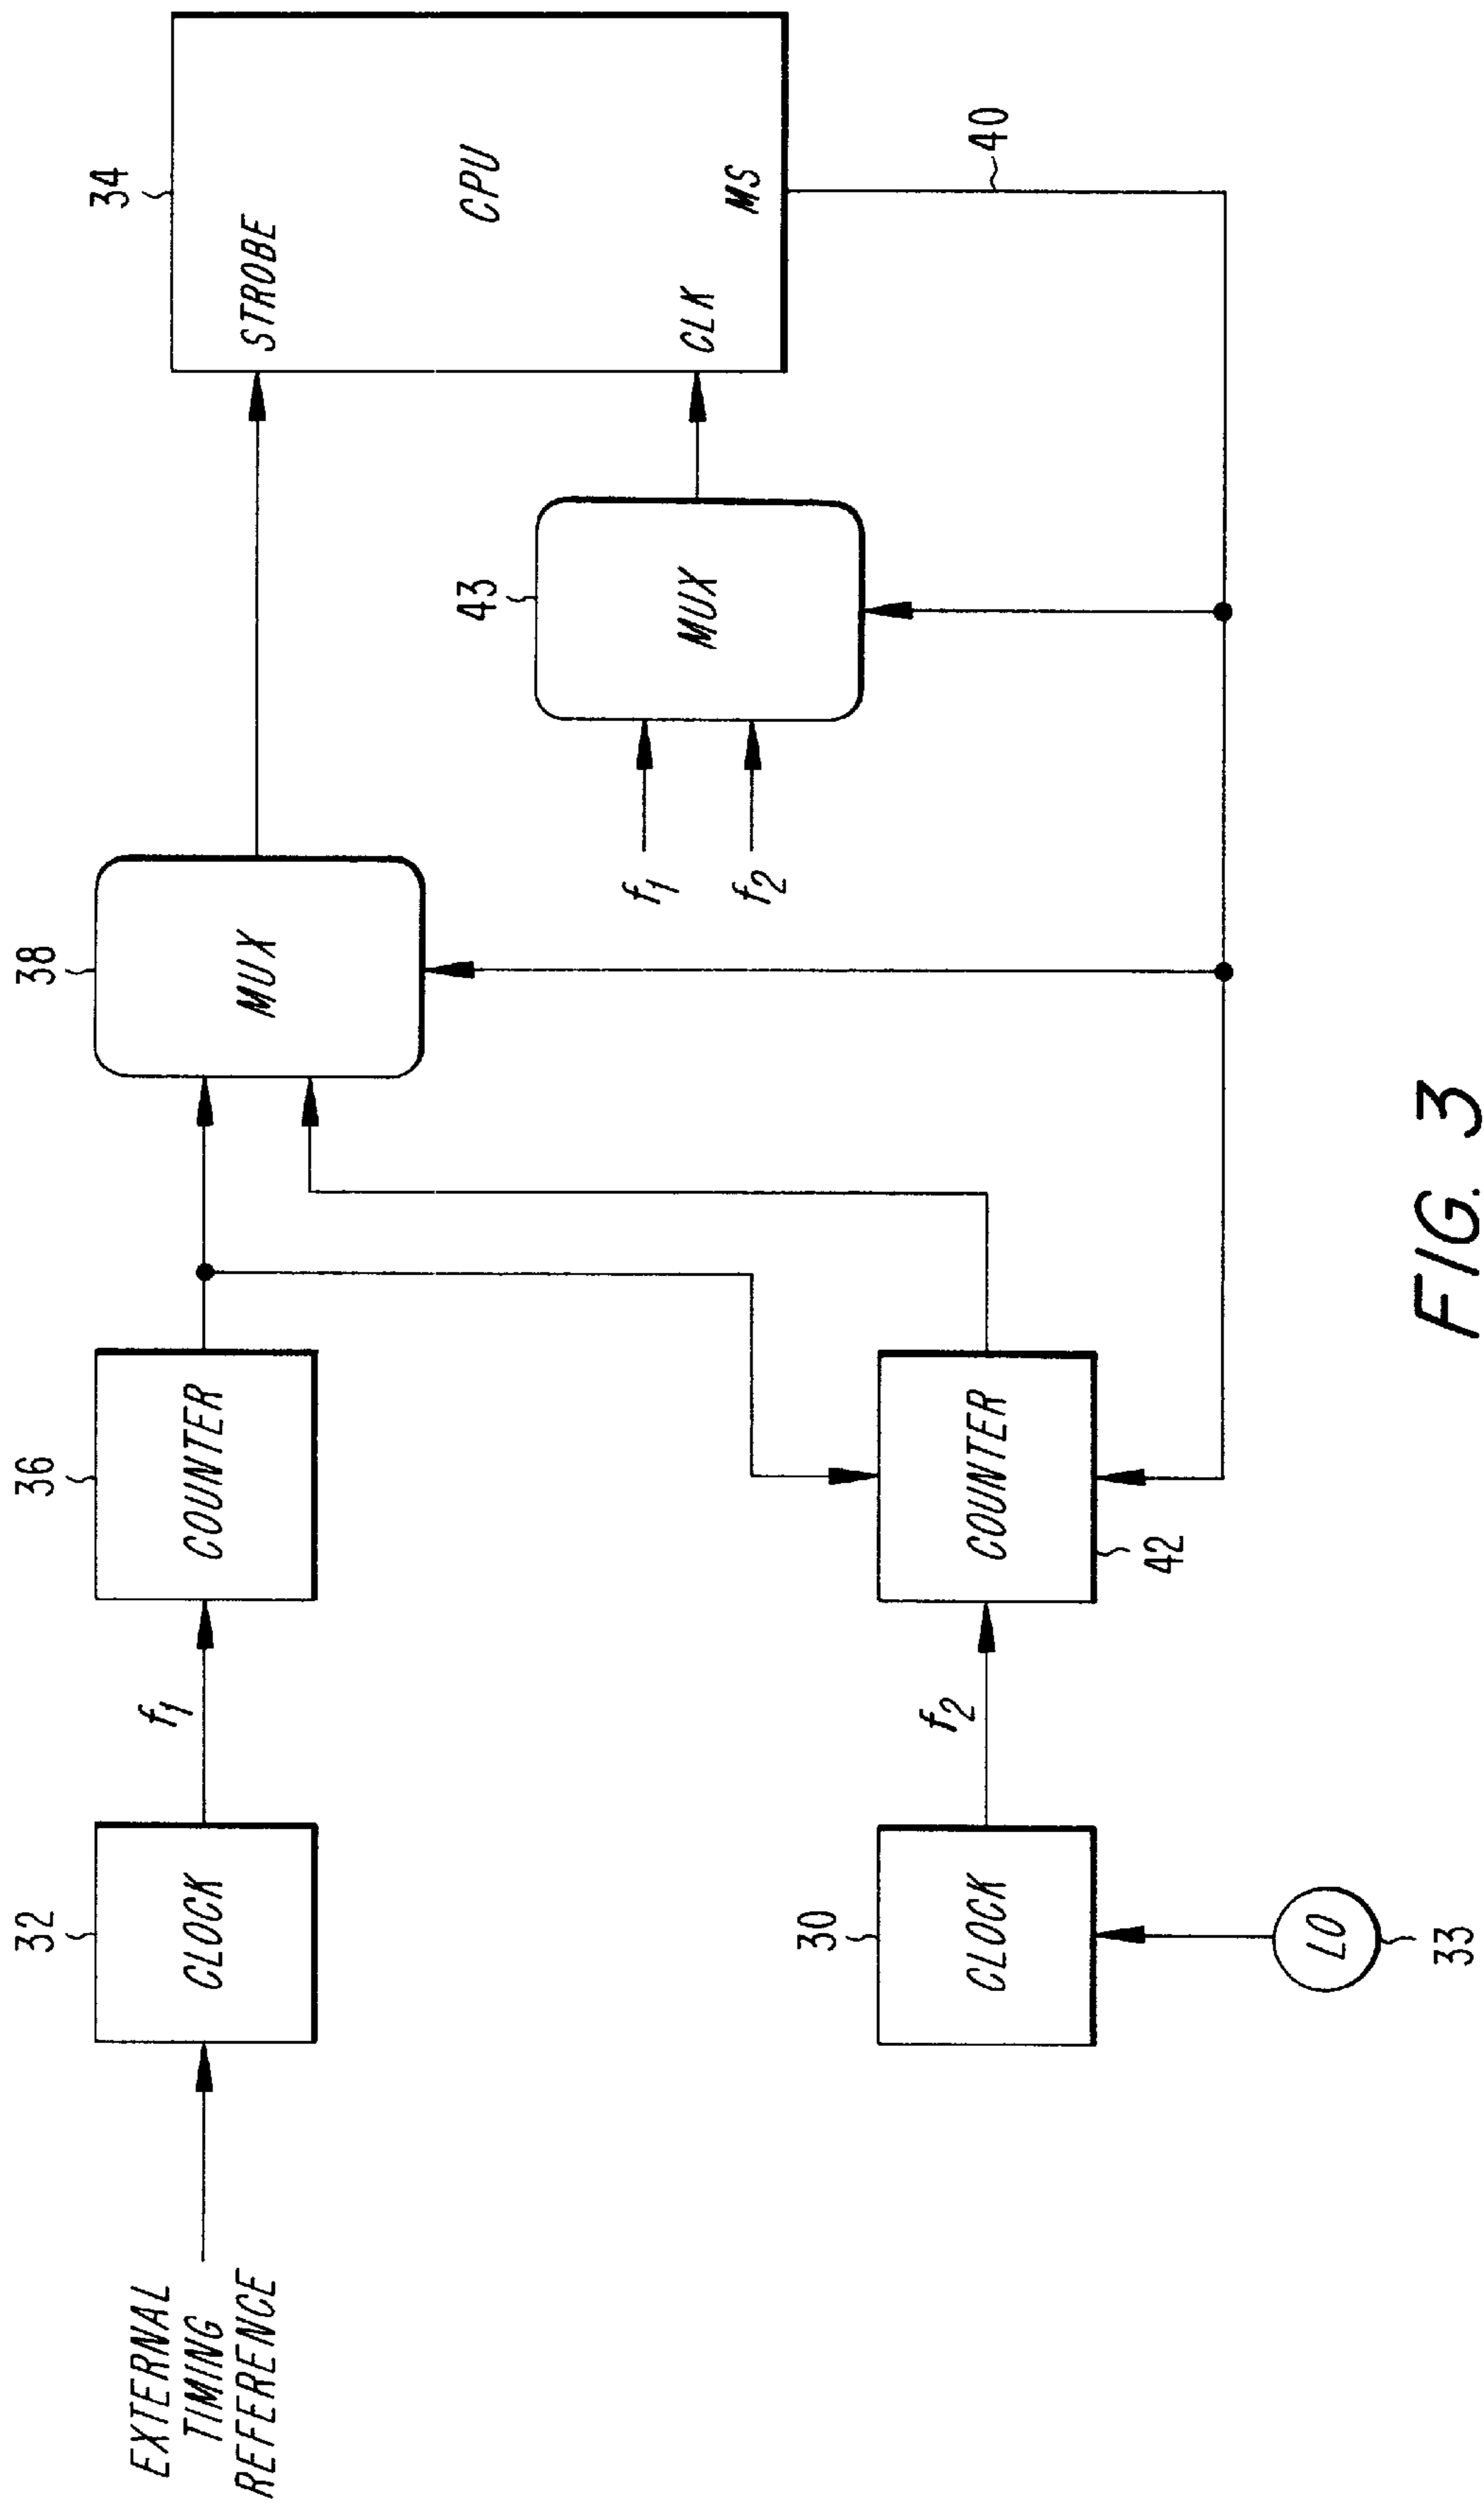 EXTERNAL
TIMING
REFERENCE
32
CLOCK
f1
36
COUNTER
38
MUX
34
STROBE
CPU
CLK
MS
43
MUX
f1
f2
40
30
CLOCK
f2
COUNTER
42
LO
33
FIG. 3